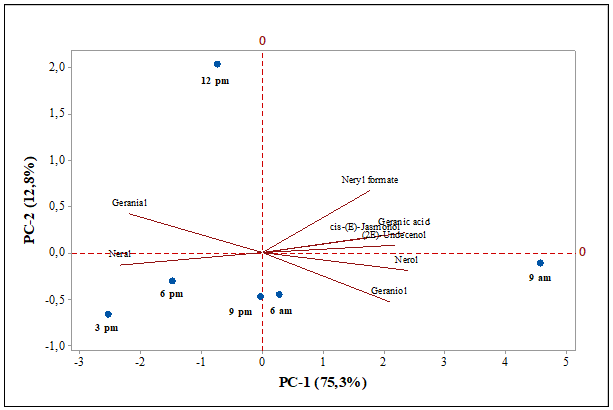 0
2,0
1,5
1,0
0,5
0,0
-0,5
-1,0
PC-2 (12,8%)
12 pm
Neryl formate
Geranial
Geranic acid
cis-(E)-Jasmonol
(2E)-Undecenol
Neral
Nerol
0
9 am
6 pm
Geraniol
9 pm
6 am
3 pm
-3 -2 -1 0 1 2 3 4 5
PC-1 (75,3%)